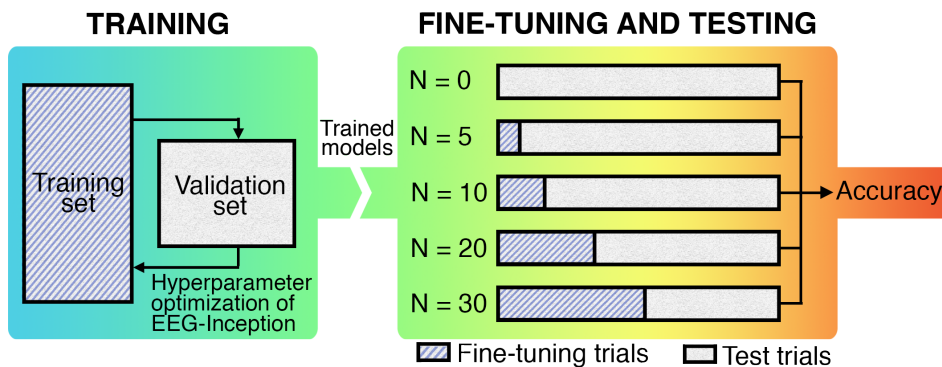 TRAINING
Training
set
Validation
set
Hyperparameter
optimization of
EEG-Inception
Trained
models
FINE-TUNING AND TESTING
N = 0
N = 5
N = 10
N = 20
N = 30
Accuracy
Fine-tuning trials
Test trials